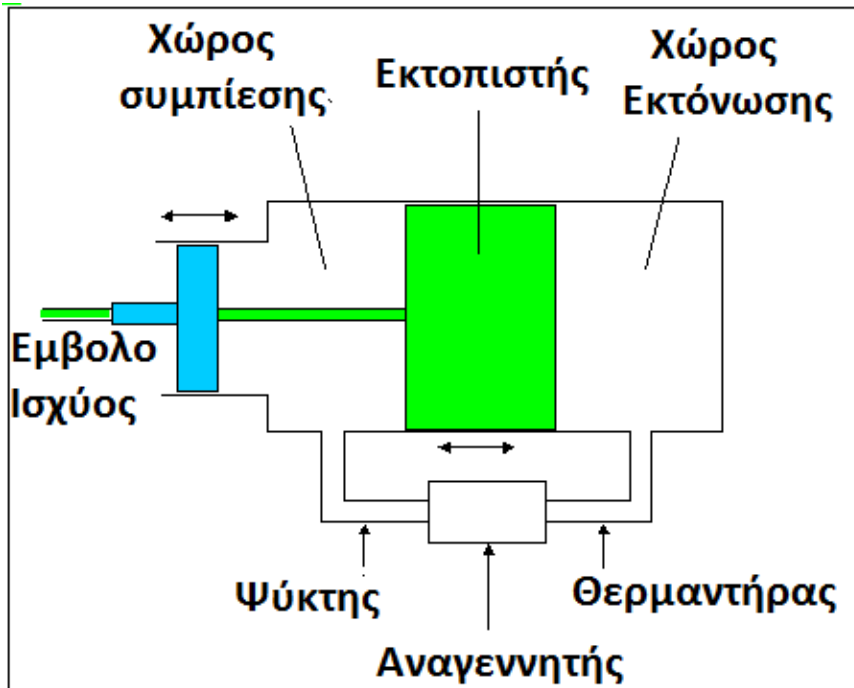 Χώρος
συμπίεσης
Εκτοπιστής
Χώρος
Εκτόνωσης
Εμβολο
Ισχύος
Ψύκτης
Θερμαντήρας
Αναγεννητής